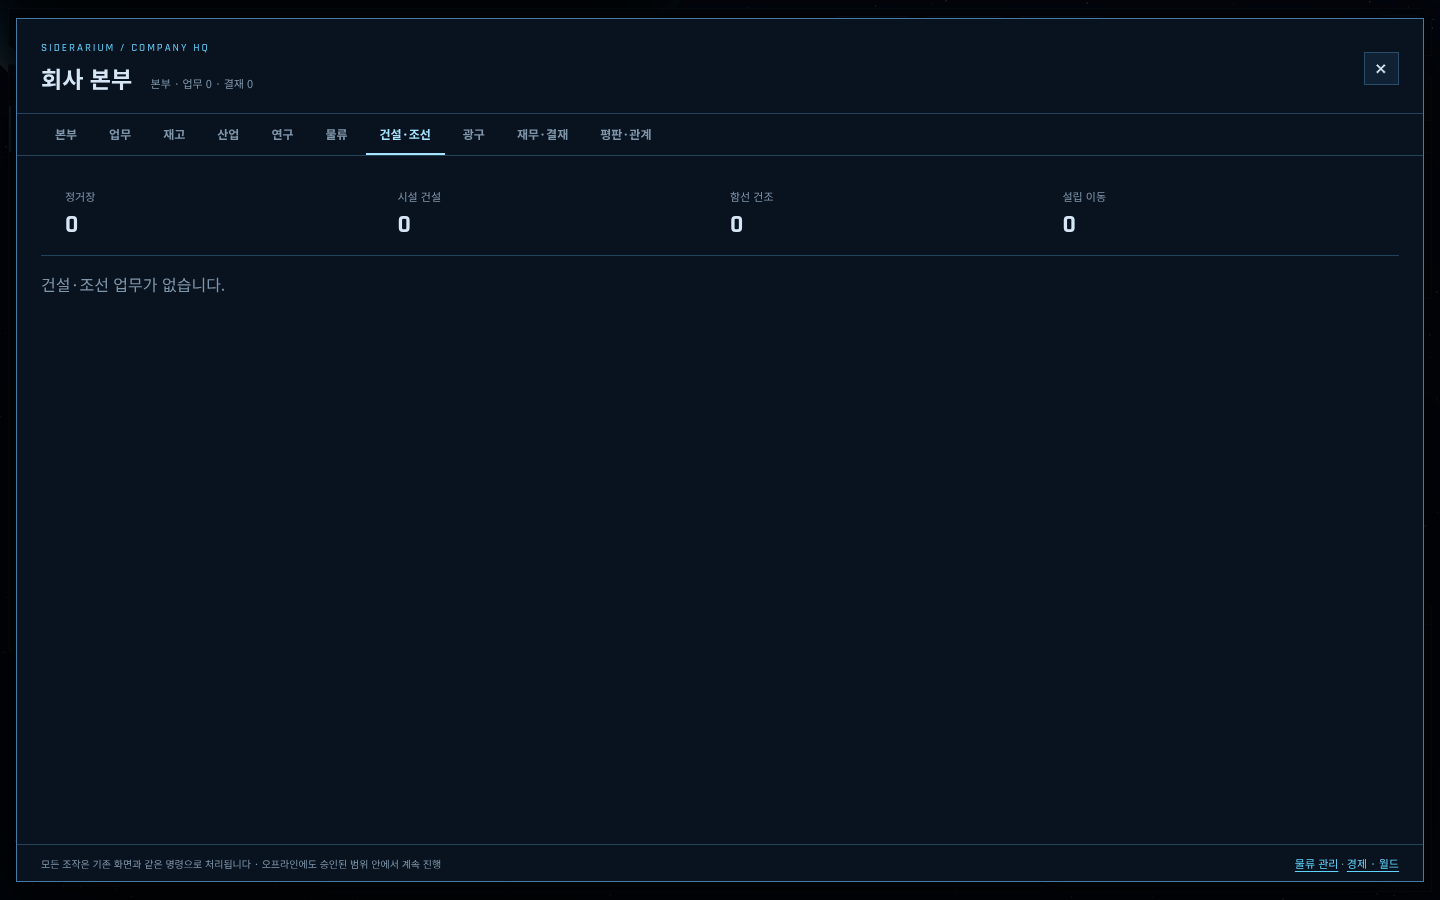 SIDERARIUM / COMPANY HQ
회사 본부 본부 · 업무 0 · 결재 0
×
본부 업무 재고 산업 연구 물류 건설·조선 광구 재무·결재 평판·관계
정거장 시설 건설 함선 건조 설립 이동
0 0 0 0
건설·조선 업무가 없습니다.
모든 조작은 기존 화면과 같은 명령으로 처리됩니다 · 오프라인에도 승인된 범위 안에서 계속 진행 물류 관리 · 경제 · 월드